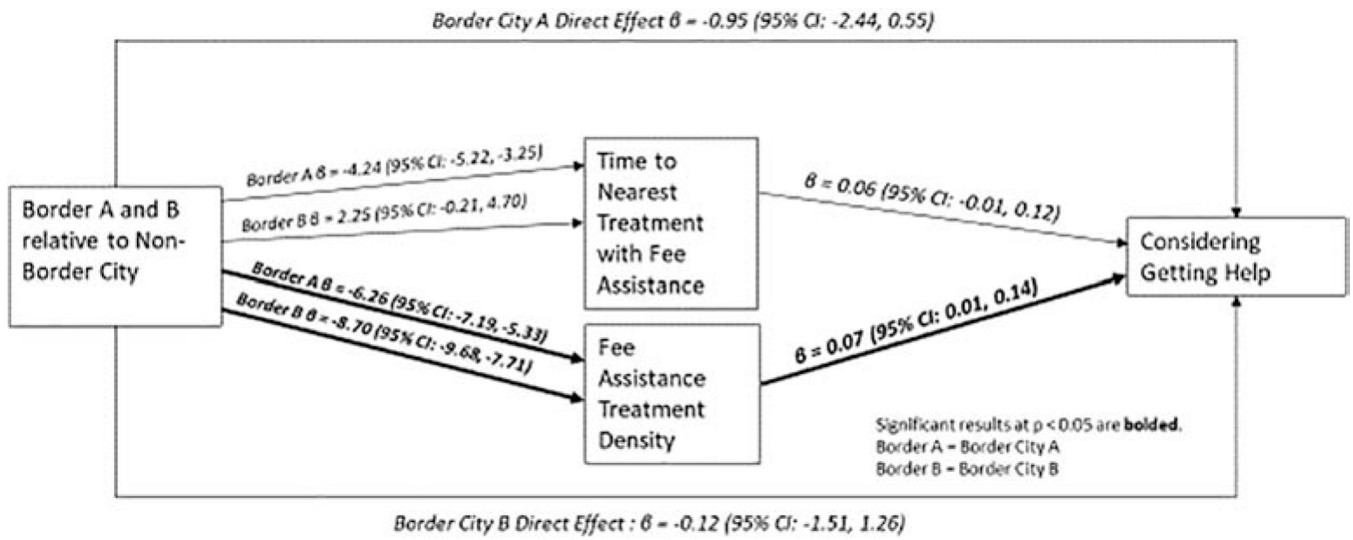 Border City A Direct Effect β = -0.95 (95% CI: -2.44, 0.55)
Border A β = -4.24 (95% CI: -5.22, -3.25)
Border B β = 2.25 (95% CI: -0.21, 4.70)
Border A β = -6.26 (95% CI: -7.19, -5.33)
Border B β = -8.70 (95% CI: -9.68, -7.71)
Border A and B
relative to Non-
Border City
Time to
Nearest
Treatment
with Fee
Assistance
Fee
Assistance
Treatment
Density
β = 0.06 (95% CI: -0.01, 0.12)
β = 0.07 (95% CI: 0.01, 0.14)
Considering
Getting Help
Significant results at p < 0.05 are bolded.
Border A = Border City A
Border B = Border City B
Border City B Direct Effect : β = -0.12 (95% CI: -1.51, 1.26)